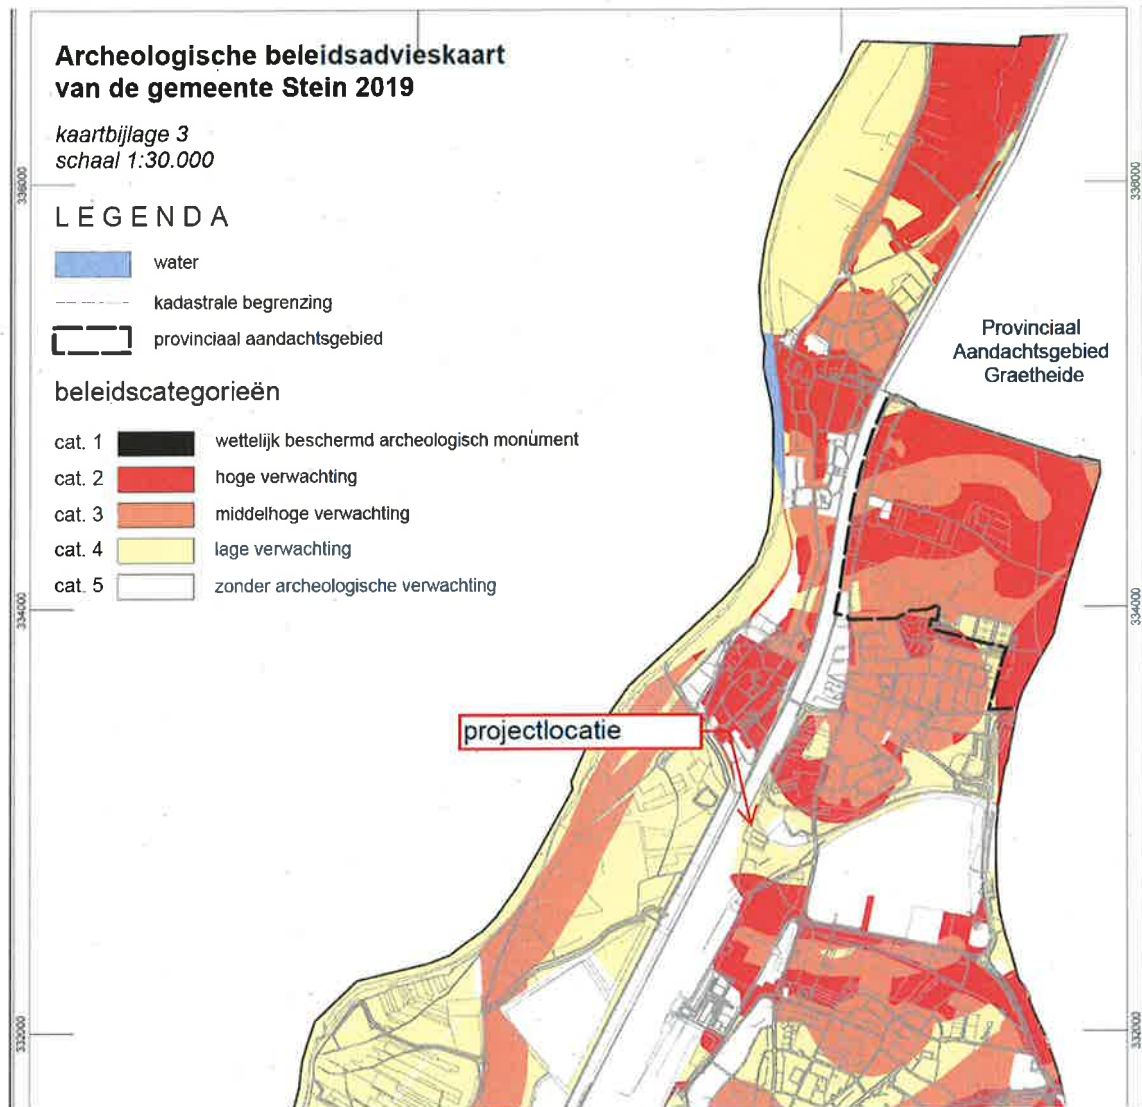 Archeologische beleidsadvieskaart
van de gemeente Stein 2019
kaartbijlage 3
schaal 1:30.000
LEGENDA
water
kadastrale begrenzing
provinciaal aandachtsgebied
beleidscategorieën
cat. 1 wettelijk beschermd archeologisch monument
cat. 2 hoge verwachting
cat. 3 middelhoge verwachting
cat. 4 lage verwachting
cat. 5 zonder archeologische verwachting
Provinciaal
Aandachtsgebied
Graetheide
projectlocatie
336000
334000
332000
336000
334000
332000